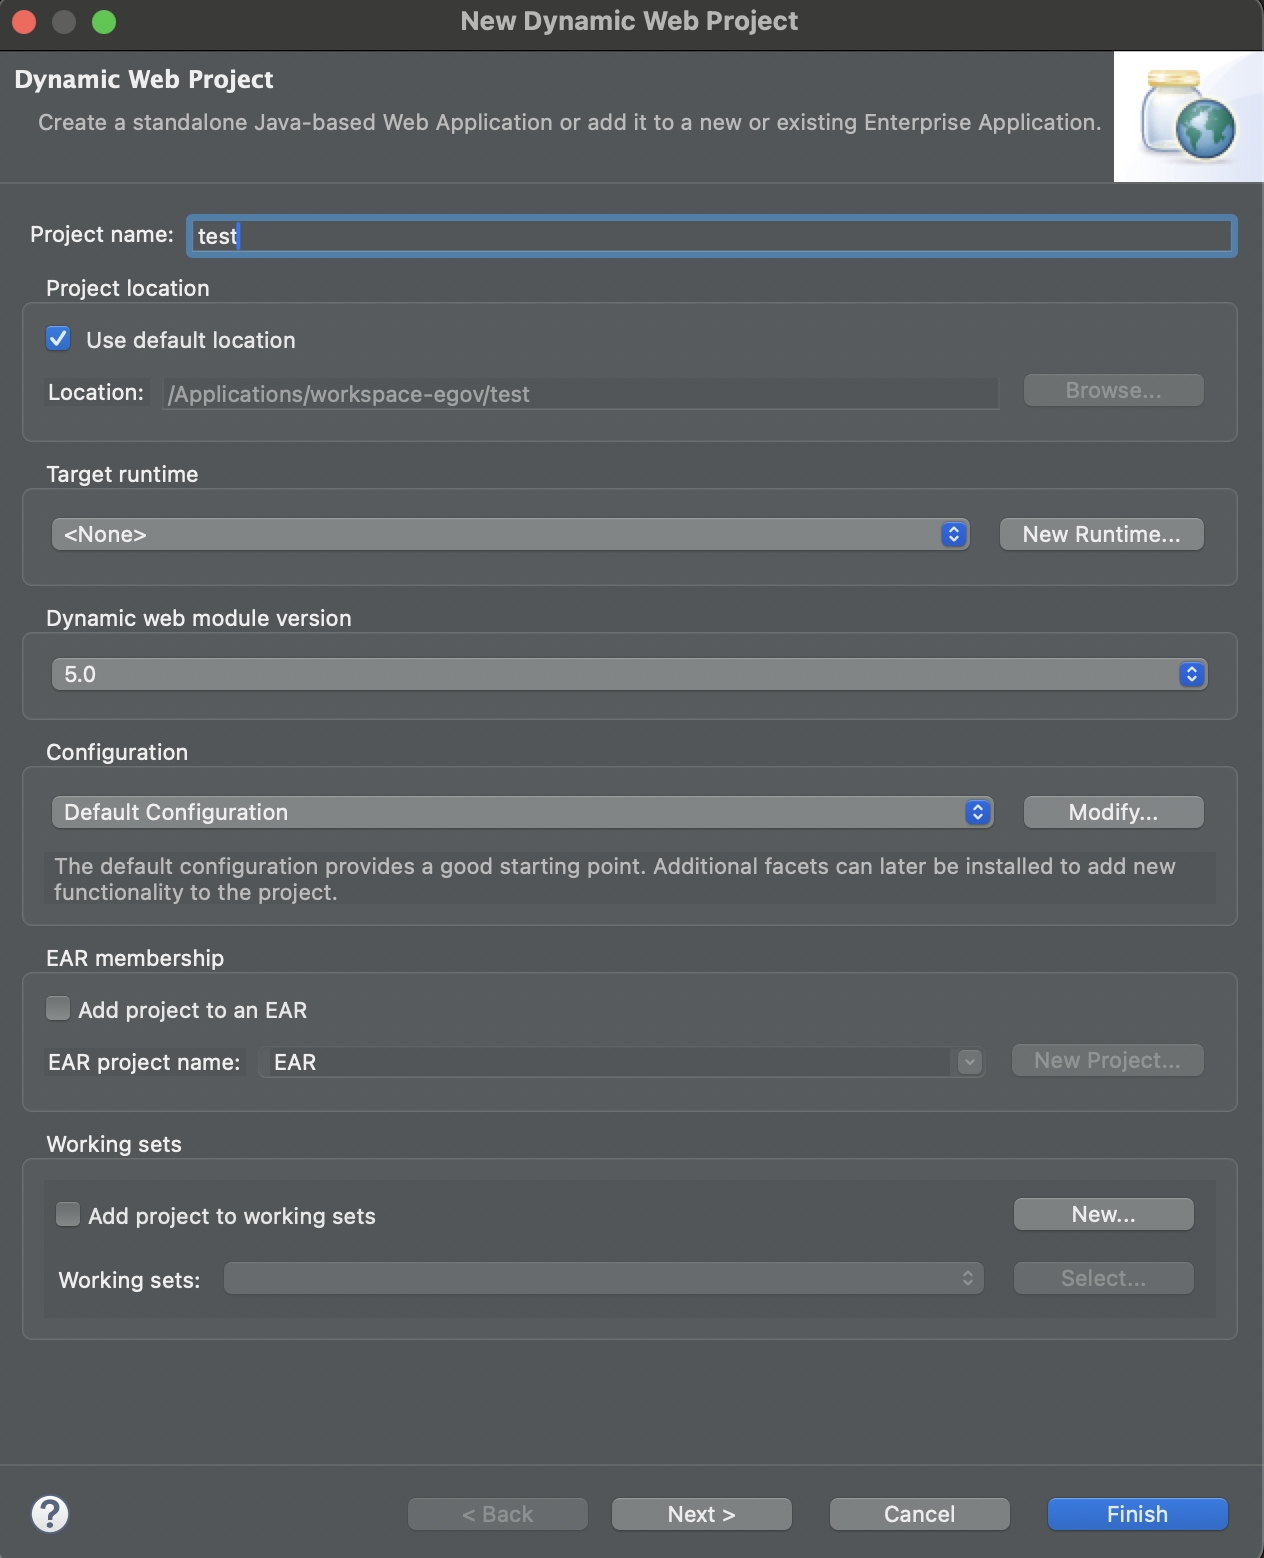 New Dynamic Web Project
Dynamic Web Project
Create a standalone Java-based Web Application or add it to a new or existing Enterprise Application.
Project name: test
Project location
Use default location
Location: /Applications/workspace-egov/test Browse...
Target runtime
<None> New Runtime...
Dynamic web module version
5.0
Configuration
Default Configuration Modify...
The default configuration provides a good starting point. Additional facets can later be installed to add new
functionality to the project.
EAR membership
Add project to an EAR
EAR project name: EAR New Project...
Working sets
Add project to working sets New...
Working sets: Select...
? < Back Next > Cancel Finish